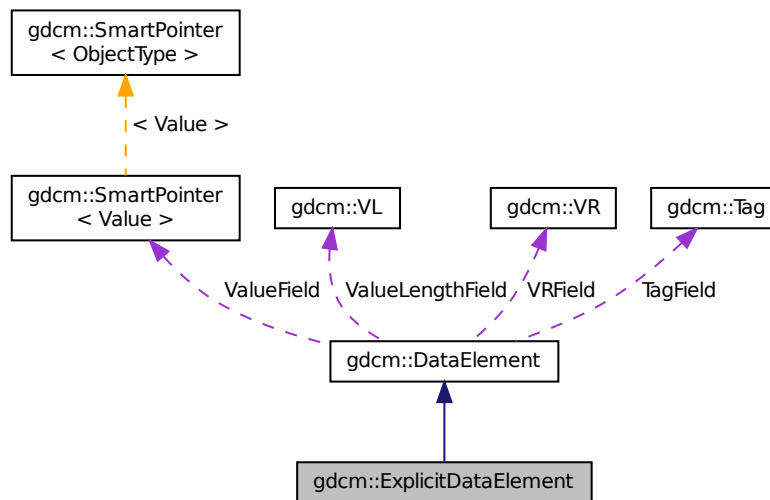 gdcm::SmartPointer
< ObjectType >
< Value >
gdcm::SmartPointer
< Value >
gdcm::VL
gdcm::VR
gdcm::Tag
ValueField
ValueLengthField
VRField
TagField
gdcm::DataElement
gdcm::ExplicitDataElement